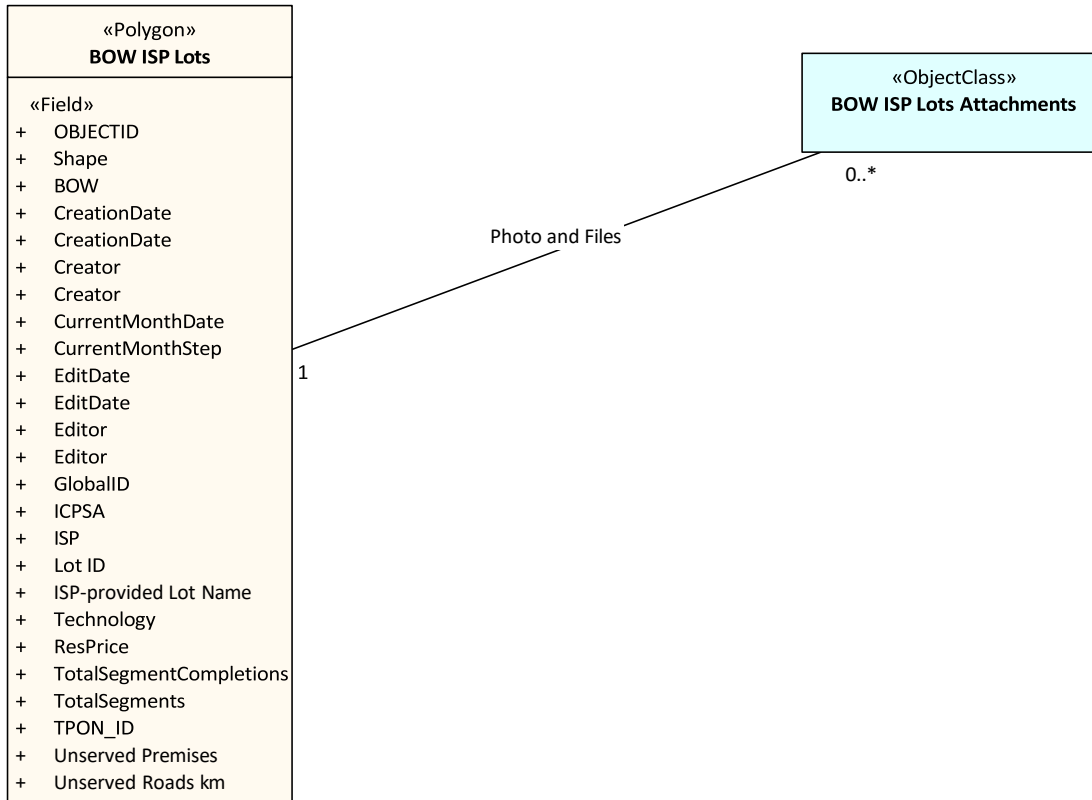 «Polygon»
BOW ISP Lots
«Field»
+ OBJECTID
+ Shape
+ BOW
+ CreationDate
+ CreationDate
+ Creator
+ Creator
+ CurrentMonthDate
+ CurrentMonthStep
+ EditDate
+ EditDate
+ Editor
+ Editor
+ GlobalID
+ ICPSA
+ ISP
+ Lot ID
+ ISP-provided Lot Name
+ Technology
+ ResPrice
+ TotalSegmentCompletions
+ TotalSegments
+ TPON_ID
+ Unserved Premises
+ Unserved Roads km
«ObjectClass»
BOW ISP Lots Attachments
0..*
Photo and Files
1